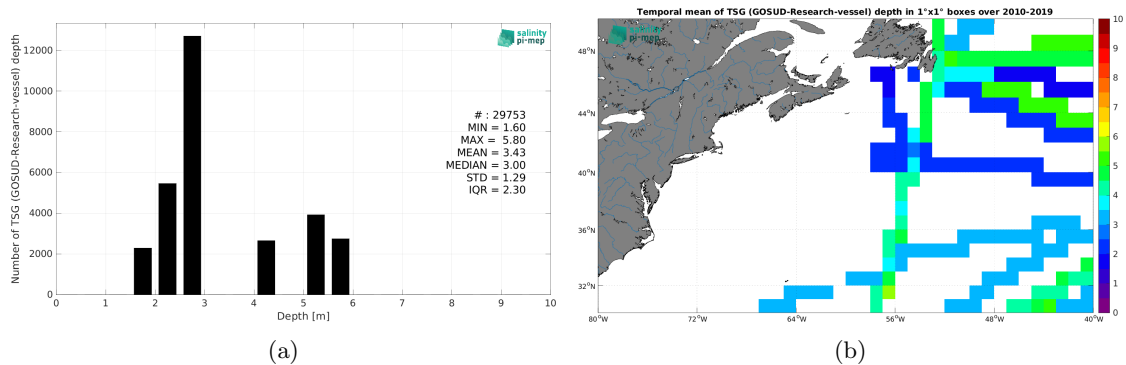 Number of TSG (GOSUD-Research-vessel) depth
12000
10000
8000
6000
4000
2000
0
0 1 2 3 4 5 6 7 8 9 10
Depth [m]
salinity
pi-mep
# : 29753
MIN = 1.60
MAX = 5.80
MEAN = 3.43
MEDIAN = 3.00
STD = 1.29
IQR = 2.30
(a)
Temporal mean of TSG (GOSUD-Research-vessel) depth in 1°x1° boxes over 2010-2019
salinity
pi-mep
48°N
44°N
40°N
36°N
32°N
80°W 72°W 64°W 56°W 48°W 40°W
10
9
8
7
6
5
4
3
2
1
0
(b)